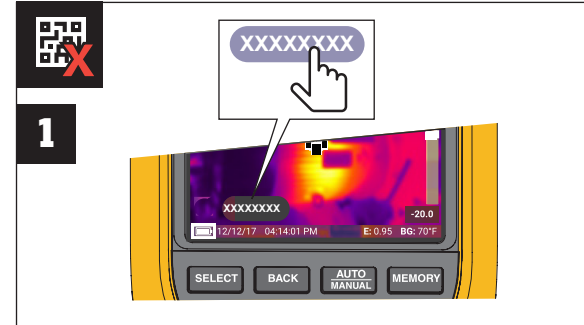 XXXXXXXX
1
XXXXXXXX
-20.0
12/12/17 04:14:01 PM E: 0.95 BG: 70°F
SELECT BACK AUTO MEMORY
MANUAL